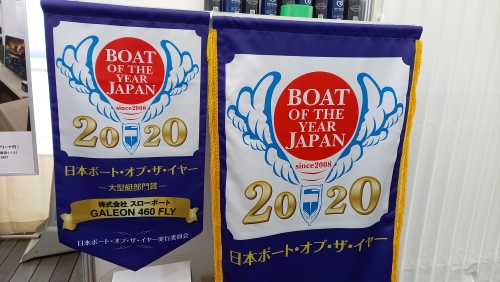 BOAT
OF THE
YEAR
JAPAN
since2008
2020
日本ボート・オブ・ザ・イヤー
大型艇部門賞
株式会社 スローボート
GALEON 460 FLY
日本ボート・オブ・ザ・イヤー実行委員会
BOAT
OF THE
YEAR
JAPAN
since2008
2020
日本ボート・オブ・ザ・イヤー